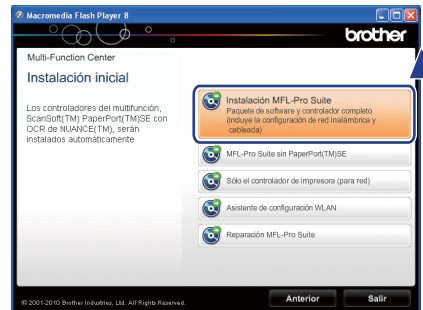 Macromedia Flash Player 8
brother
Multi-Function Center
Instalación inicial
Los controladores del multifunción,
ScanSoft(TM) PaperPort(TM)SE con
OCR de NUANCE(TM), serán
instalados automáticamente.
Instalación MFL-Pro Suite
Paquete de software y controlador completo
(Incluye la configuración de red inalámbrica y
cableada)
MFL-Pro Suite sin PaperPort(TM)SE
Sólo el controlador de impresora (para red)
Asistente de configuración WLAN
Reparación MFL-Pro Suite
© 2001-2010 Brother Industries, Ltd. All Rights Reserved.
Anterior
Salir